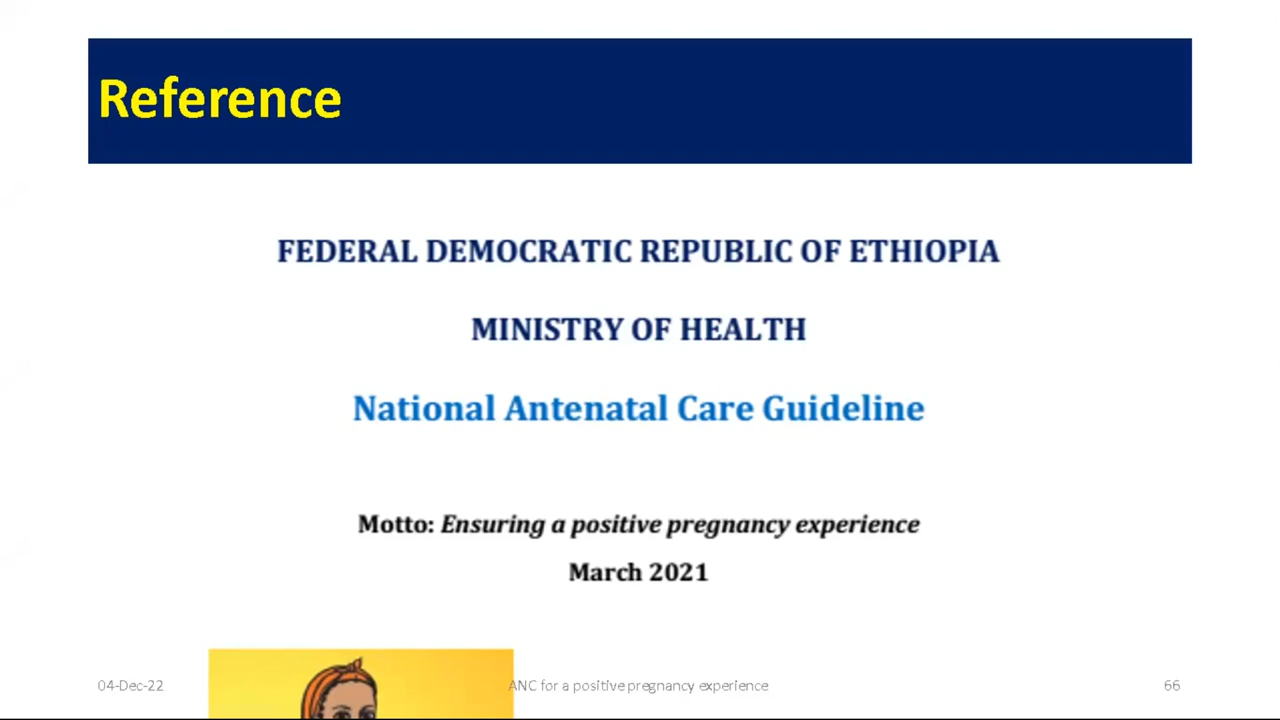 Reference
FEDERAL DEMOCRATIC REPUBLIC OF ETHIOPIA
MINISTRY OF HEALTH
National Antenatal Care Guideline
Motto: Ensuring a positive pregnancy experience
March 2021
04-Dec-22
ANC for a positive pregnancy experience
66